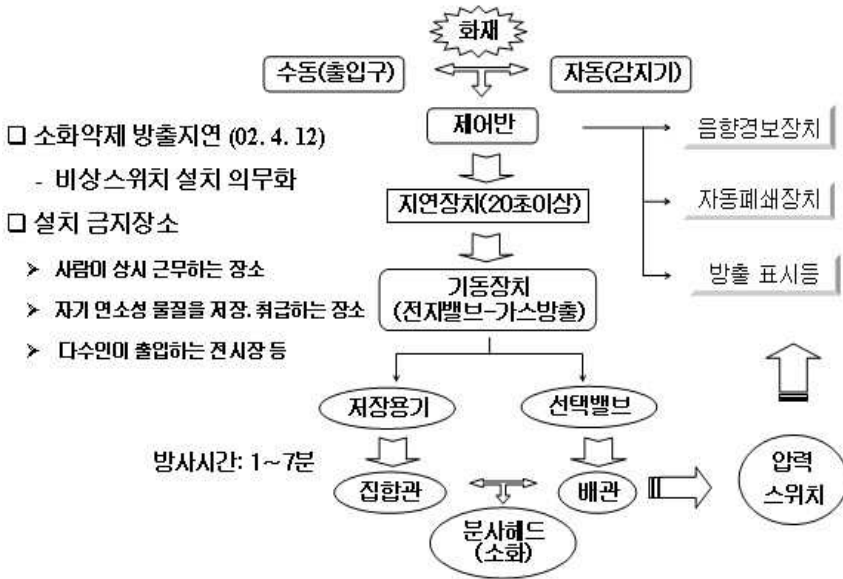 화재
수동(출입구)
자동(감지기)
제어반
음향경보장치
❑ 소화약제 방출지연 (02. 4. 12)
- 비상스위치 설치 의무화
지연장치(20초이상)
자동폐쇄장치
❑ 설치 금지장소
➢ 사람이 상시 근무하는 장소
기동장치
(전자밸브-가스방출)
방출 표시등
➢ 자기 연소성 물질을 저장. 취급하는 장소
➢ 다수인이 출입하는 전시장 등
저장용기
선택밸브
방사시간: 1~7분
집합관
배관
압력
스위치
분사헤드
(소화)